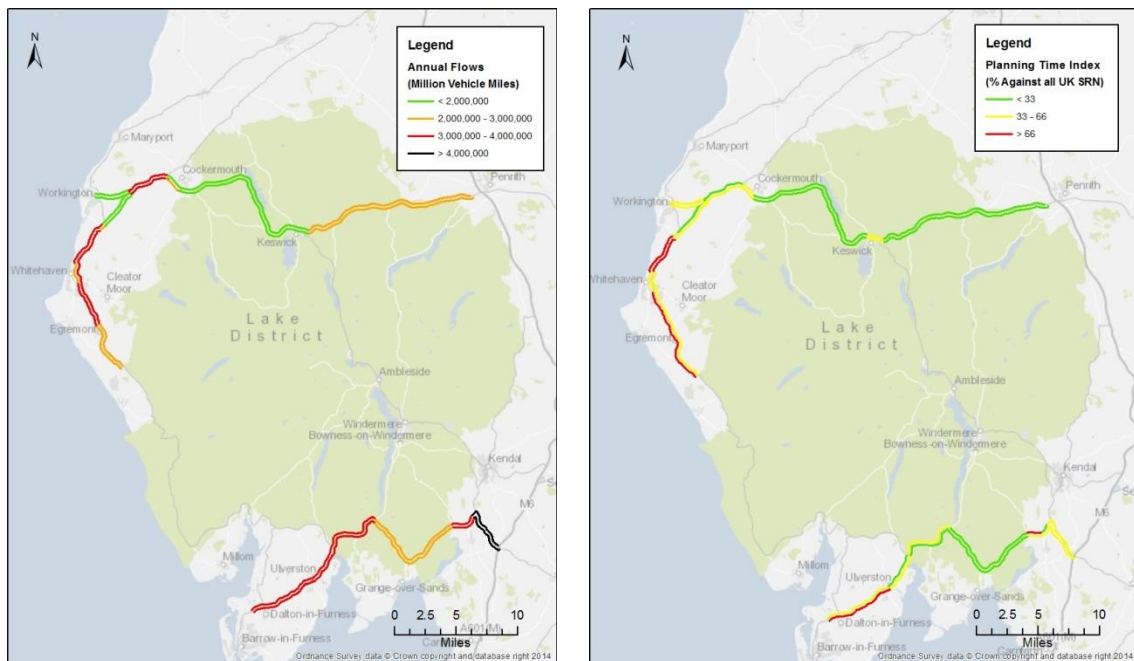 N
Legend
Annual Flows
(Million Vehicle Miles)
< 2,000,000
2,000,000 - 3,000,000
3,000,000 - 4,000,000
> 4,000,000
Maryport
Cockermouth
Workington
Penrith
Keswick
Whitehaven
Cleator
Moor
Egremont
Lake
District
Ambleside
Windermere
Bowness-on-Windermere
Kendal
M6
Millom
Ulverston
Grange-over-Sands
Dalton-in-Furness
Barrow-in-Furness
0 2.5 5 10
Miles
Ordnance Survey data © Crown copyright and database right 2014
N
Legend
Planning Time Index
(% Against all UK SRN)
< 33
33 - 66
> 66
Maryport
Cockermouth
Workington
Penrith
Keswick
Whitehaven
Cleator
Moor
Egremont
Lake
District
Ambleside
Windermere
Bowness-on-Windermere
Kendal
M6
Millom
Ulverston
Grange-over-Sands
Dalton-in-Furness
Barrow-in-Furness
0 2.5 5 10
Miles
Ordnance Survey data © Crown copyright and database right 2014